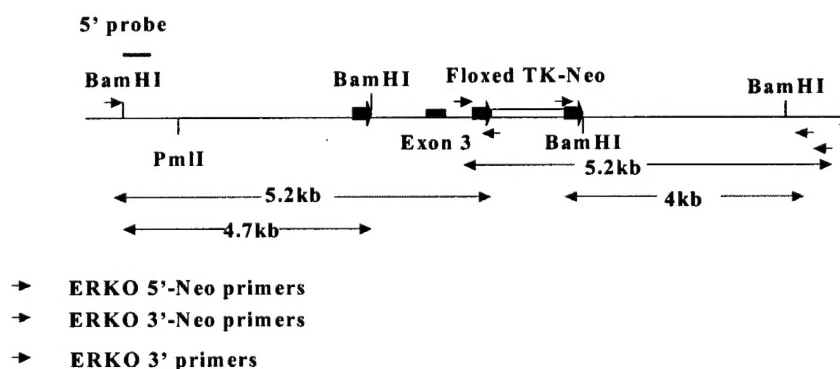 5' probe
BamHI
BamHI
Floxed TK-Neo
BamHI
PmlI
Exon 3
BamHI
5.2kb
5.2kb
4kb
4.7kb
ERKO 5'-Neo primers
ERKO 3'-Neo primers
ERKO 3' primers